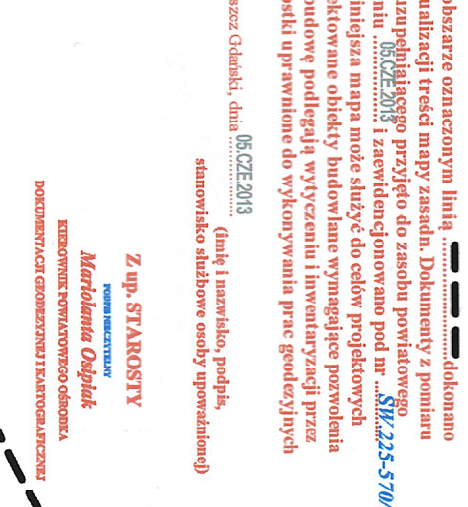 obszarze oznaczonym linią ....................dokonano
ualizacji treści mapy zasadn. Dokumenty z pomiaru
uzupełniającego przyjęto do zasobu powiatowego
niu 05.CZE.2013 i zaewidencjonowano pod nr ....SW.225-570/
iniejsza mapa może służyć do celów projektowych
ektowane obiekty budowlane wymagające pozwolenia
budowę podlegają wytyczeniu i inwentaryzacji przez
ostki uprawnione do wykonywania prac geodezyjnych
szcz Gdański, dnia 05.CZE.2013
(imię i nazwisko, podpis,
stanowisko służbowe osoby upoważnionej)
Z up. STAROSTY
PODPIS NIECZYTELNY
Mariolanta Osipiak
KIEROWNIK POWIATOWEGO OŚRODKA
DOKUMENTACJI GEODEZYJNEJ I KARTOGRAFICZNEJ